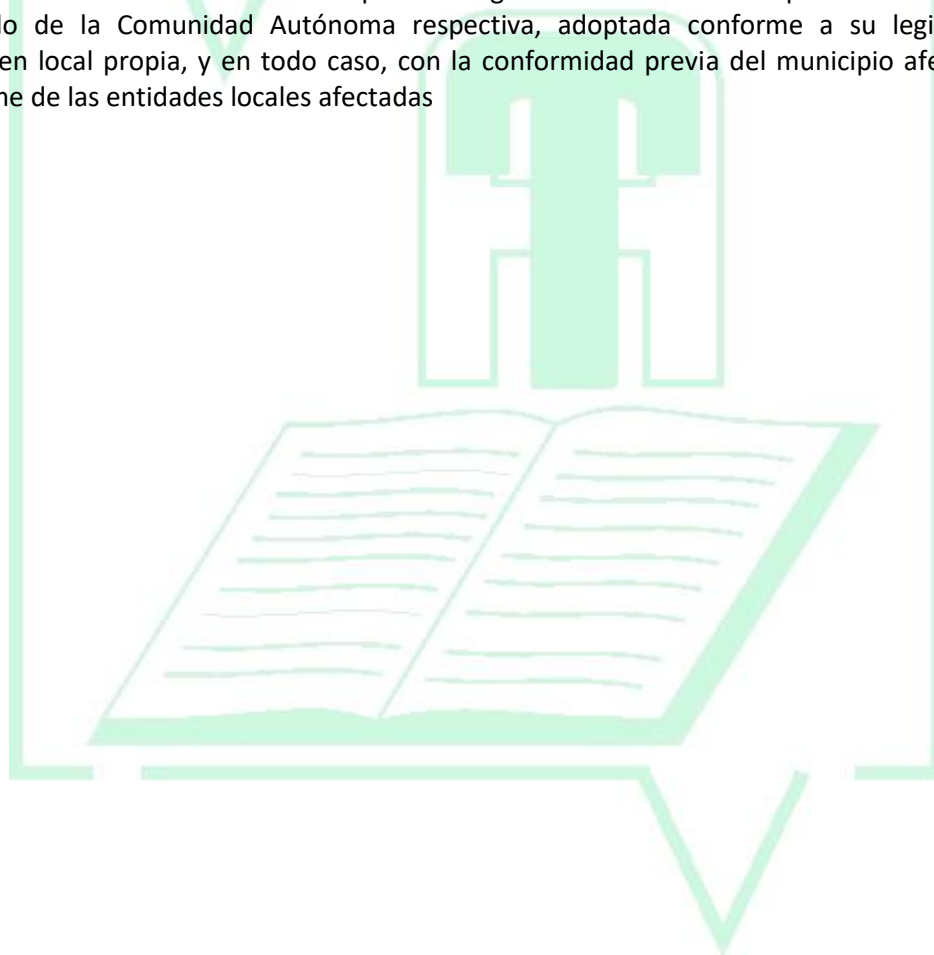 lo de la Comunidad Autónoma respectiva, adoptada conforme a su legi
en local propia, y en todo caso, con la conformidad previa del municipio afe
ne de las entidades locales afectadas